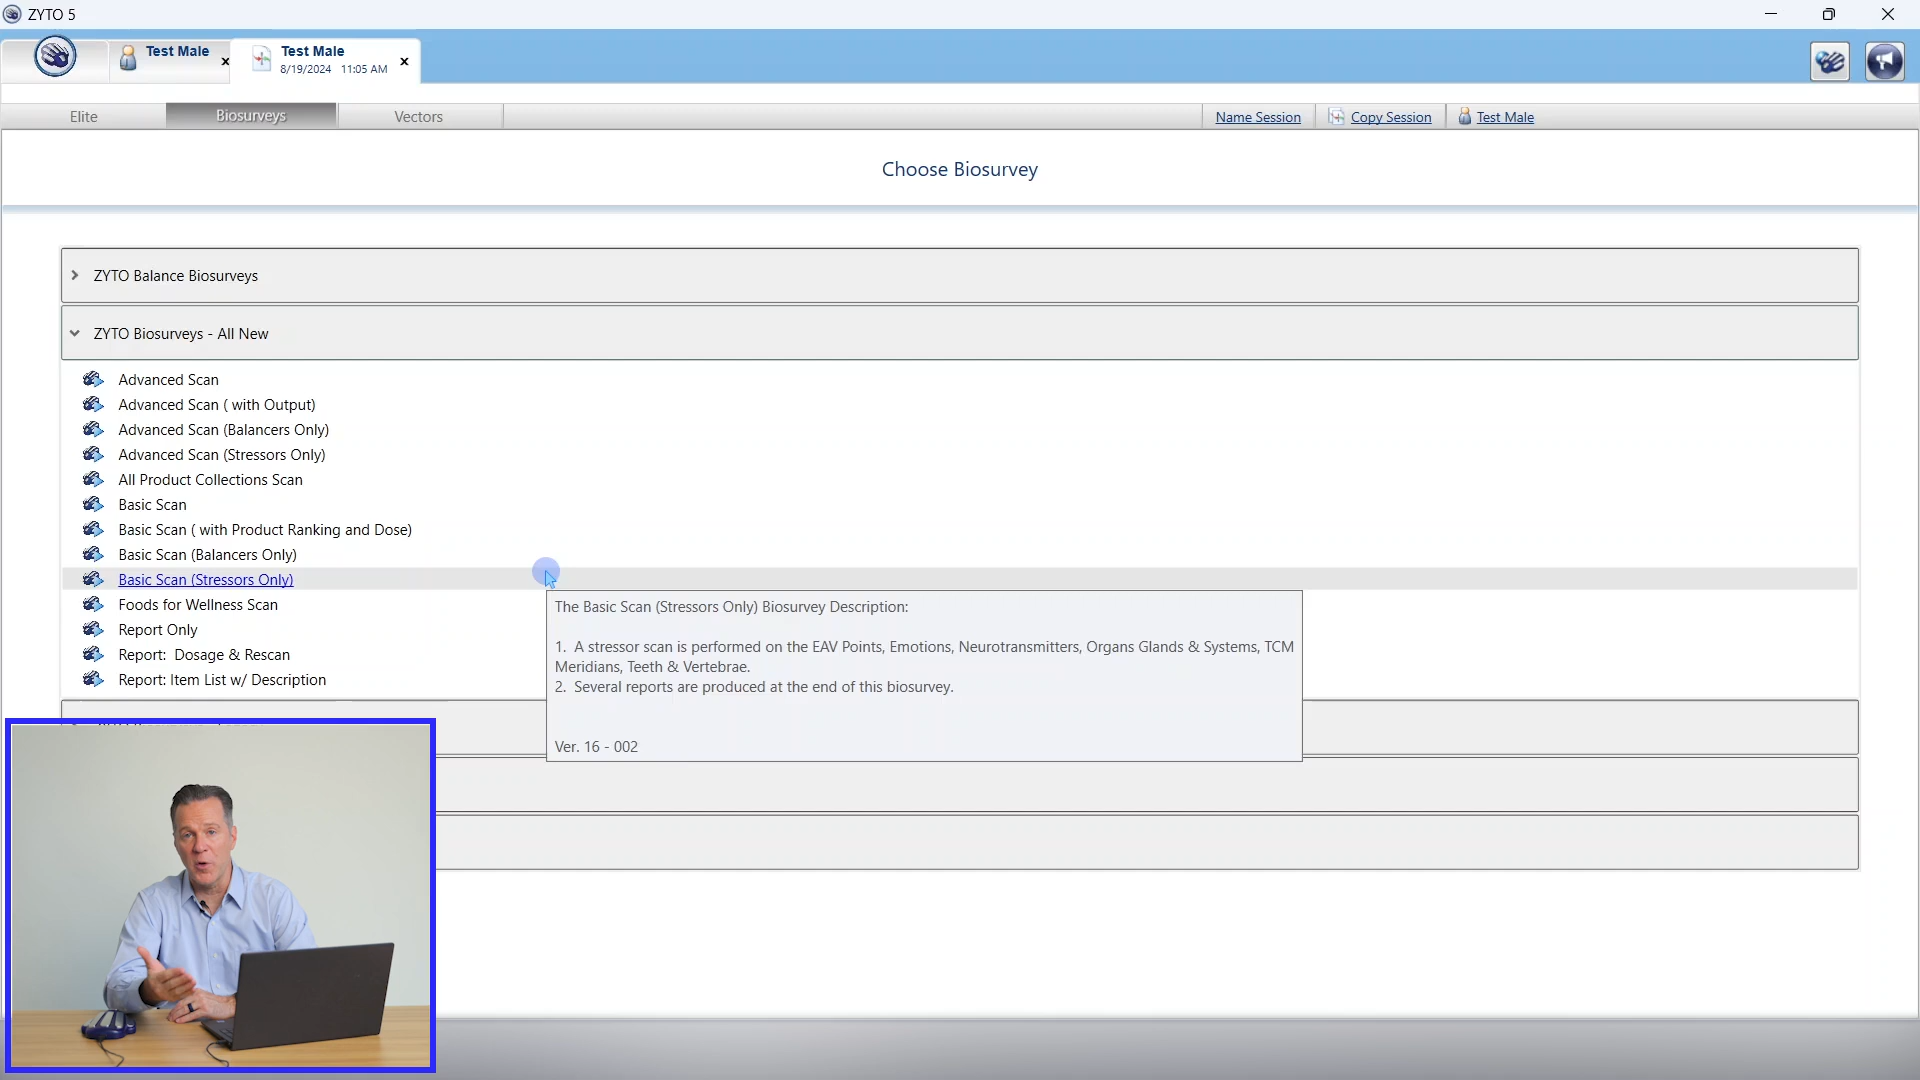 ZYTO 5
Test Male
Test Male
8/19/2024 11:05 AM
Elite
Biosurveys
Vectors
Name Session
Copy Session
Test Male
Choose Biosurvey
ZYTO Balance Biosurveys
ZYTO Biosurveys - All New
Advanced Scan
Advanced Scan ( with Output)
Advanced Scan (Balancers Only)
Advanced Scan (Stressors Only)
All Product Collections Scan
Basic Scan
Basic Scan ( with Product Ranking and Dose)
Basic Scan (Balancers Only)
Basic Scan (Stressors Only)
Foods for Wellness Scan
Report Only
Report: Dosage & Rescan
Report: Item List w/ Description
The Basic Scan (Stressors Only) Biosurvey Description:
1. A stressor scan is performed on the EAV Points, Emotions, Neurotransmitters, Organs Glands & Systems, TCM
Meridians, Teeth & Vertebrae.
2. Several reports are produced at the end of this biosurvey.
Ver. 16 - 002